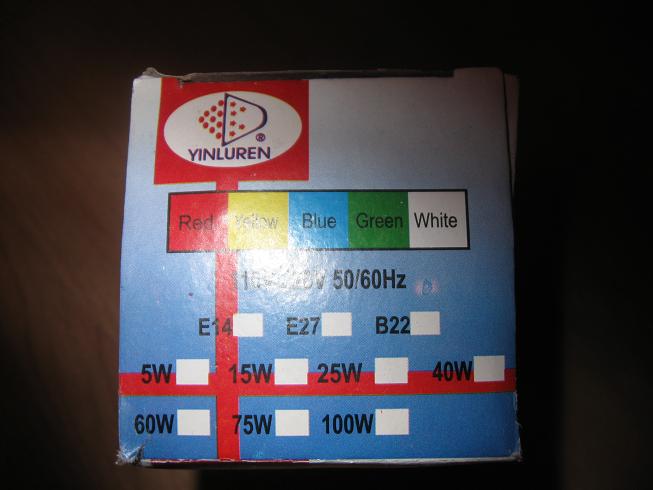 YINLUREN
®
Red Yellow Blue Green White
50/60Hz
E14 E27 B22
5W 15W 25W 40W
60W 75W 100W